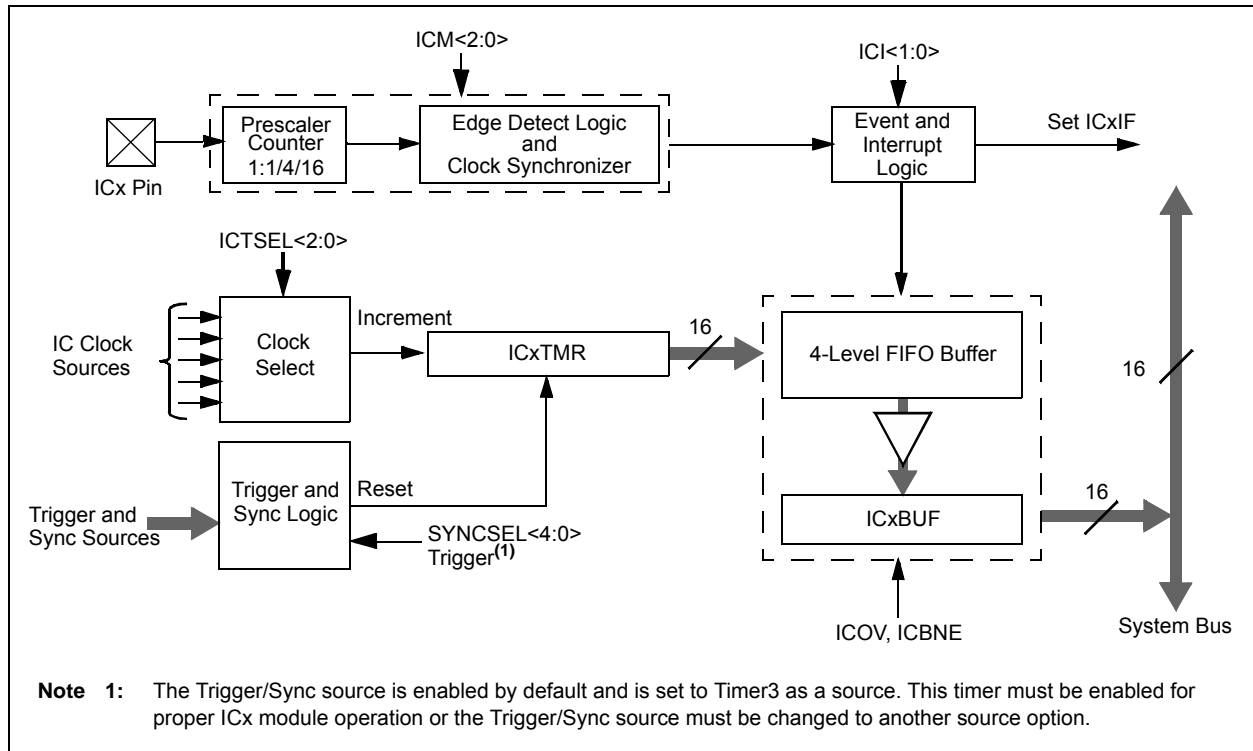 ICM<2:0>
ICI<1:0>
Prescaler
Counter
1:1/4/16
Edge Detect Logic
and
Clock Synchronizer
Event and
Interrupt
Logic
Set ICxIF
ICx Pin
ICTSEL<2:0>
IC Clock
Sources
Clock
Select
Increment
ICxTMR
16
4-Level FIFO Buffer
16
Trigger and
Sync Sources
Trigger and
Sync Logic
Reset
SYNCSEL<4:0>
Trigger(1)
ICxBUF
16
ICOV, ICBNE
System Bus
Note 1: The Trigger/Sync source is enabled by default and is set to Timer3 as a source. This timer must be enabled for
proper ICx module operation or the Trigger/Sync source must be changed to another source option.